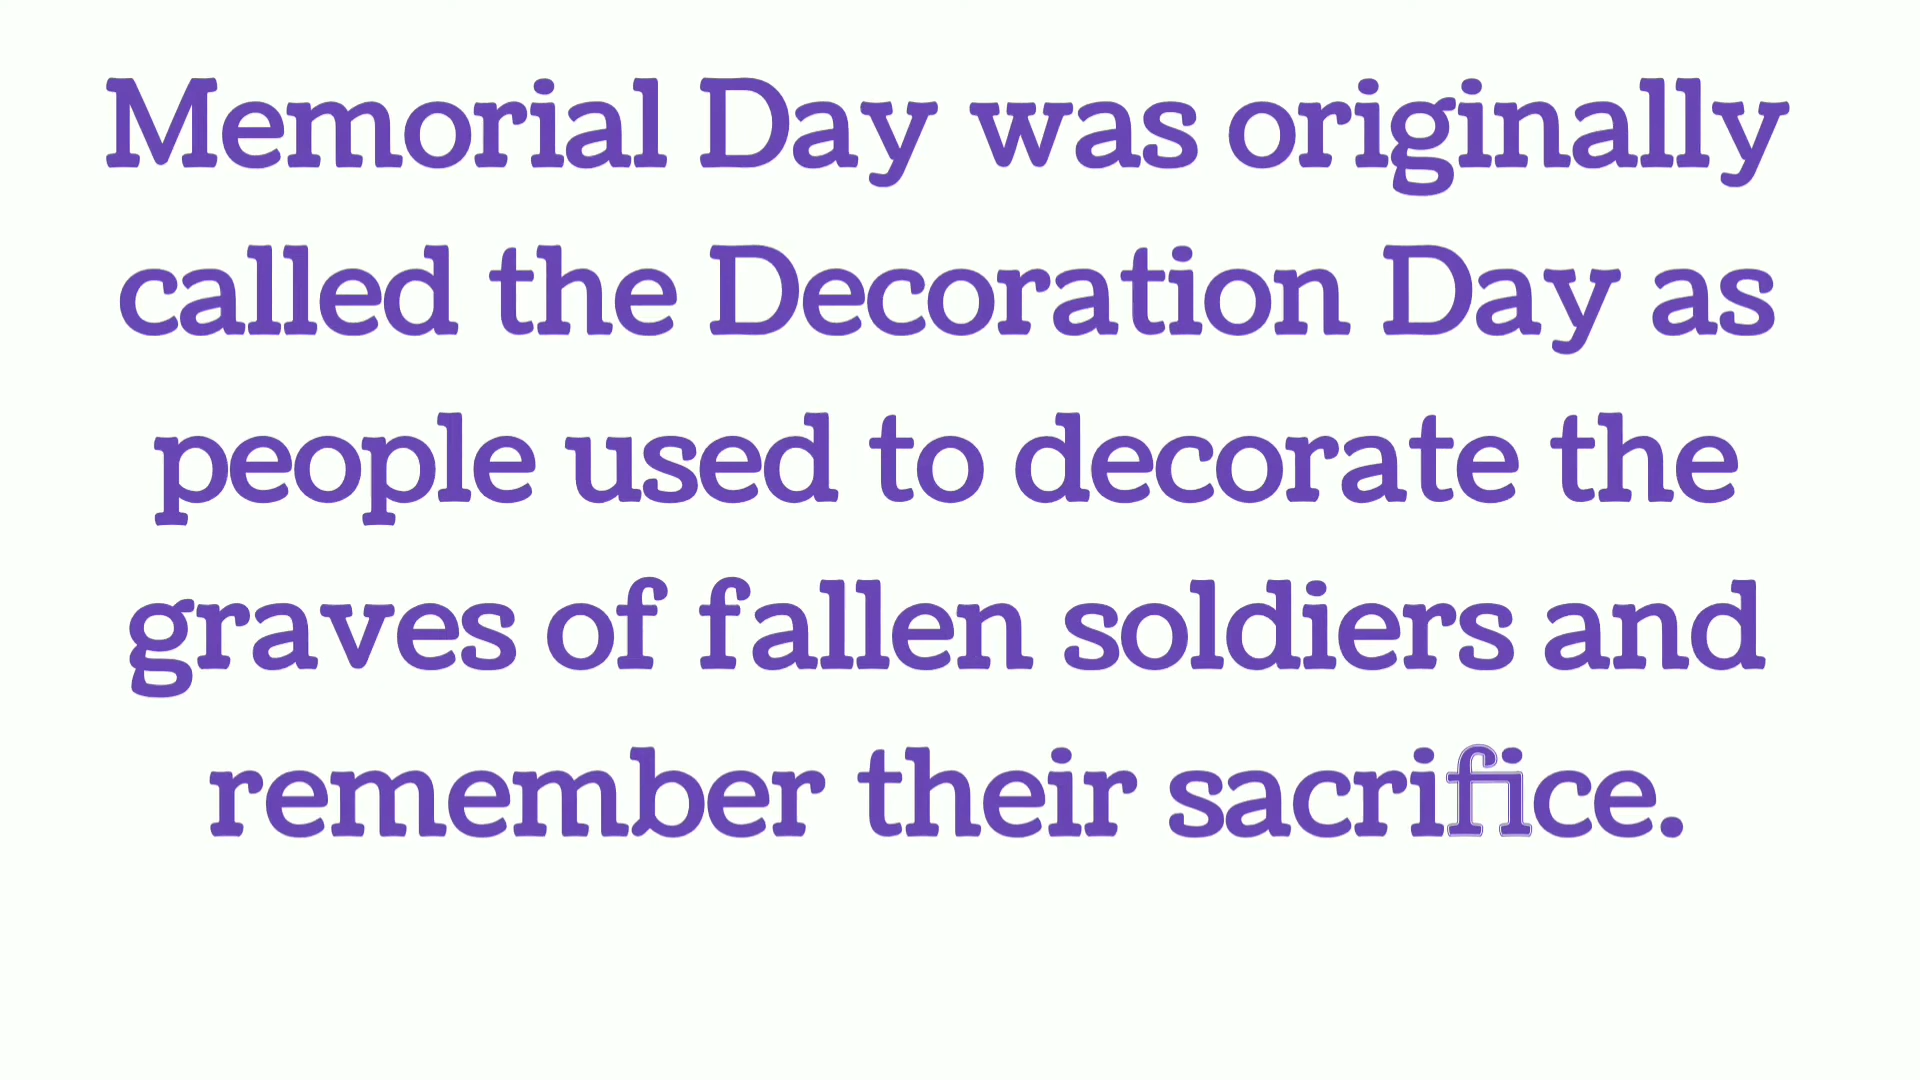 Memorial Day was originally
called the Decoration Day as
people used to decorate the
graves of fallen soldiers and
remember their sacrifice.